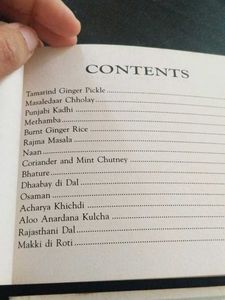 CONTENTS
Tamarind Ginger Pickle
Masaledaar Chholay
Punjabi Kadhi
Methamba
Burnt Ginger Rice
Rajma Masala
Naan
Coriander and Mint Chutney
Bhature
Dhaabay di Dal
Osaman
Acharya Khichdi
Aloo Anardana Kulcha
Rajasthani Dal
Makki di Roti